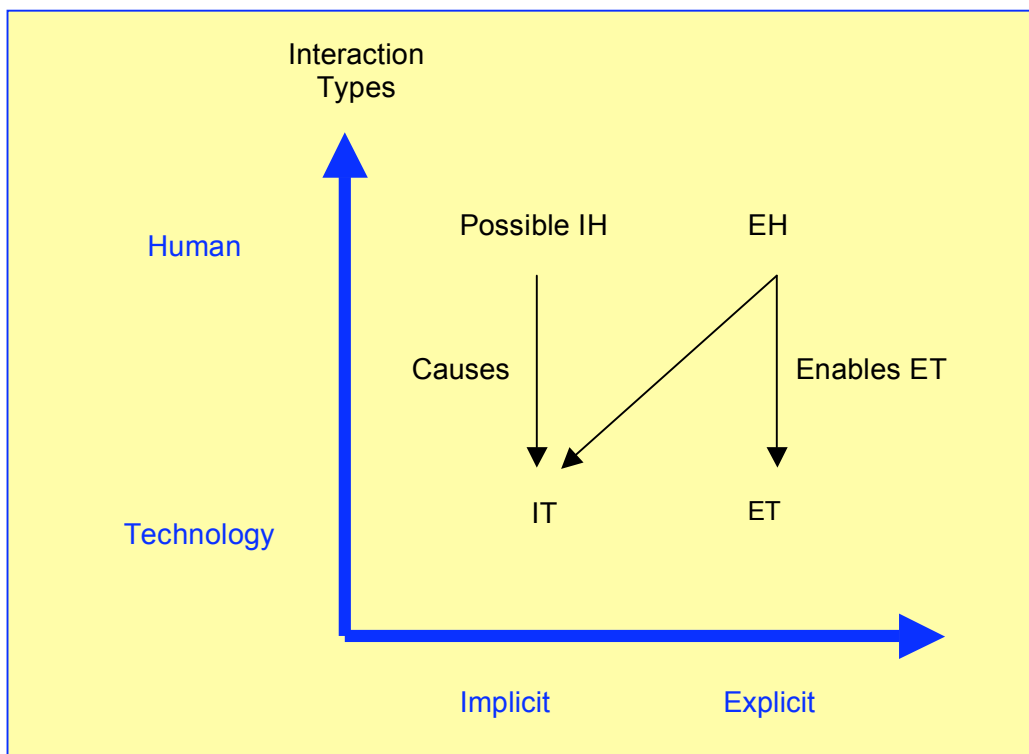 Interaction
Types
Human
Possible IH
EH
Causes
Enables ET
IT
ET
Technology
Implicit
Explicit